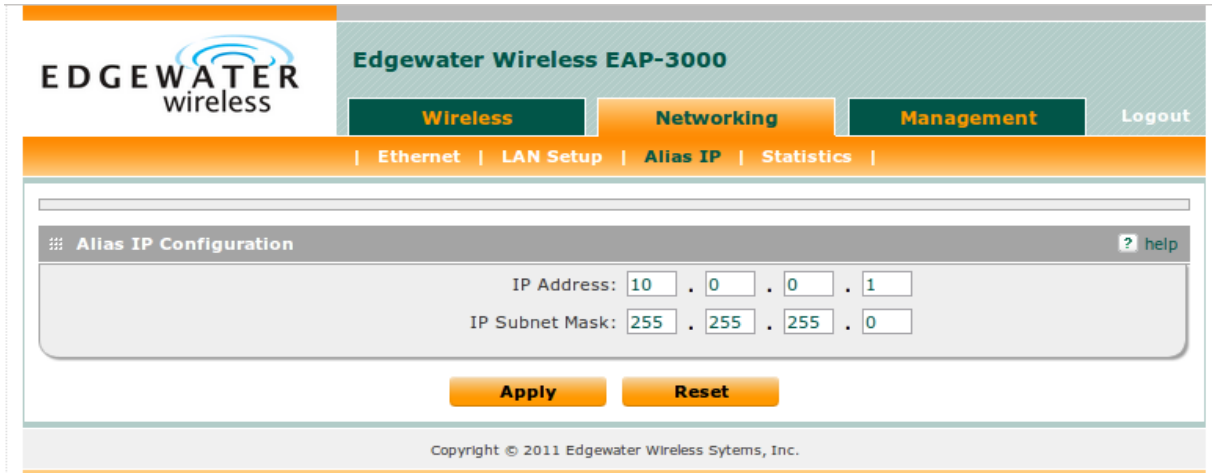 EDGEWATER
wireless
Edgewater Wireless EAP-3000
Wireless Networking Management Logout
| Ethernet | LAN Setup | Alias IP | Statistics |
Alias IP Configuration ? help
IP Address: 10 . 0 . 0 . 1
IP Subnet Mask: 255 . 255 . 255 . 0
Apply Reset
Copyright © 2011 Edgewater Wireless Sytems, Inc.